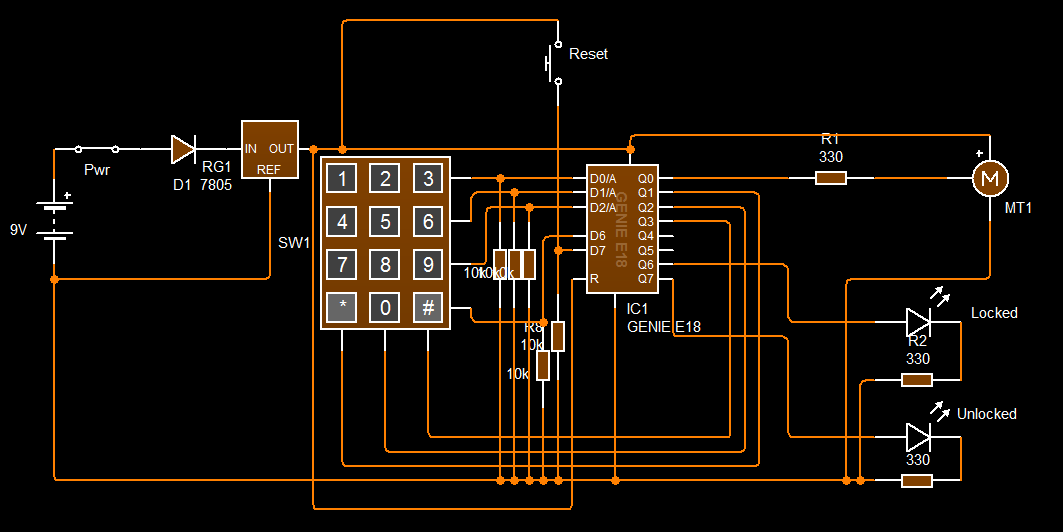 Reset
R1
330
Pwr
D1
RG1
7805
IN OUT
REF
9V
+
SW1
1 2 3
4 5 6
7 8 9
* 0 #
D0/A
D1/A
D2/A
D6
D7
R
GENIE E18
Q0
Q1
Q2
Q3
Q4
Q5
Q6
Q7
IC1
GENIE E18
+
M
MT1
10k
10k
R8
10k
10k
Locked
R2
330
Unlocked
330